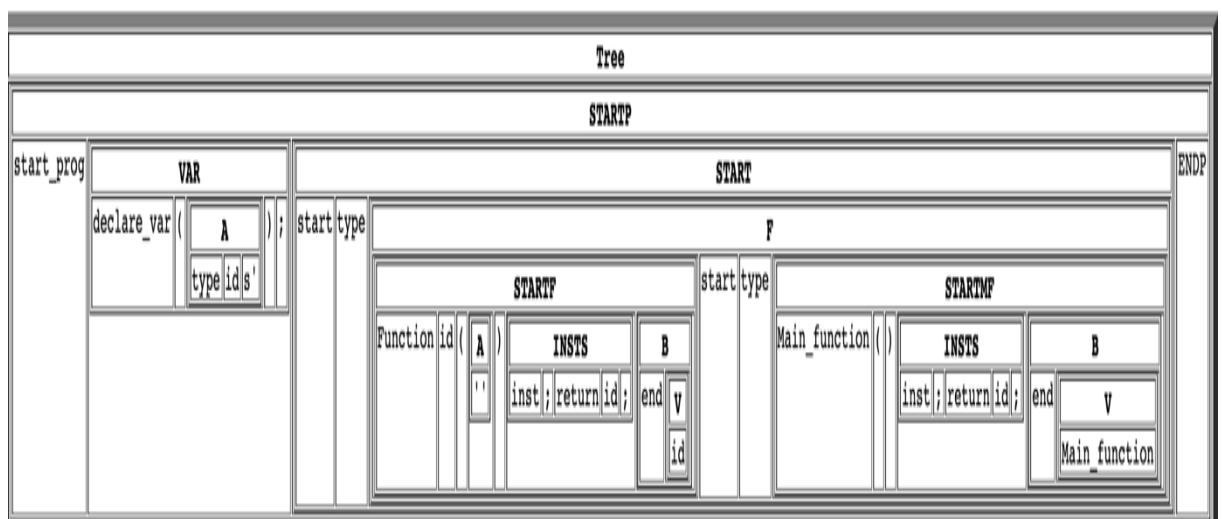 Tree
STARTP
start_prog VAR START ENDP
declare_var ( A ) ; start type F
type id s' STARTF start type STARTMF
Function id ( A ) INSTS B Main_function ( ) INSTS B
' ' inst ; return id ; end V inst ; return id ; end V
id Main_function